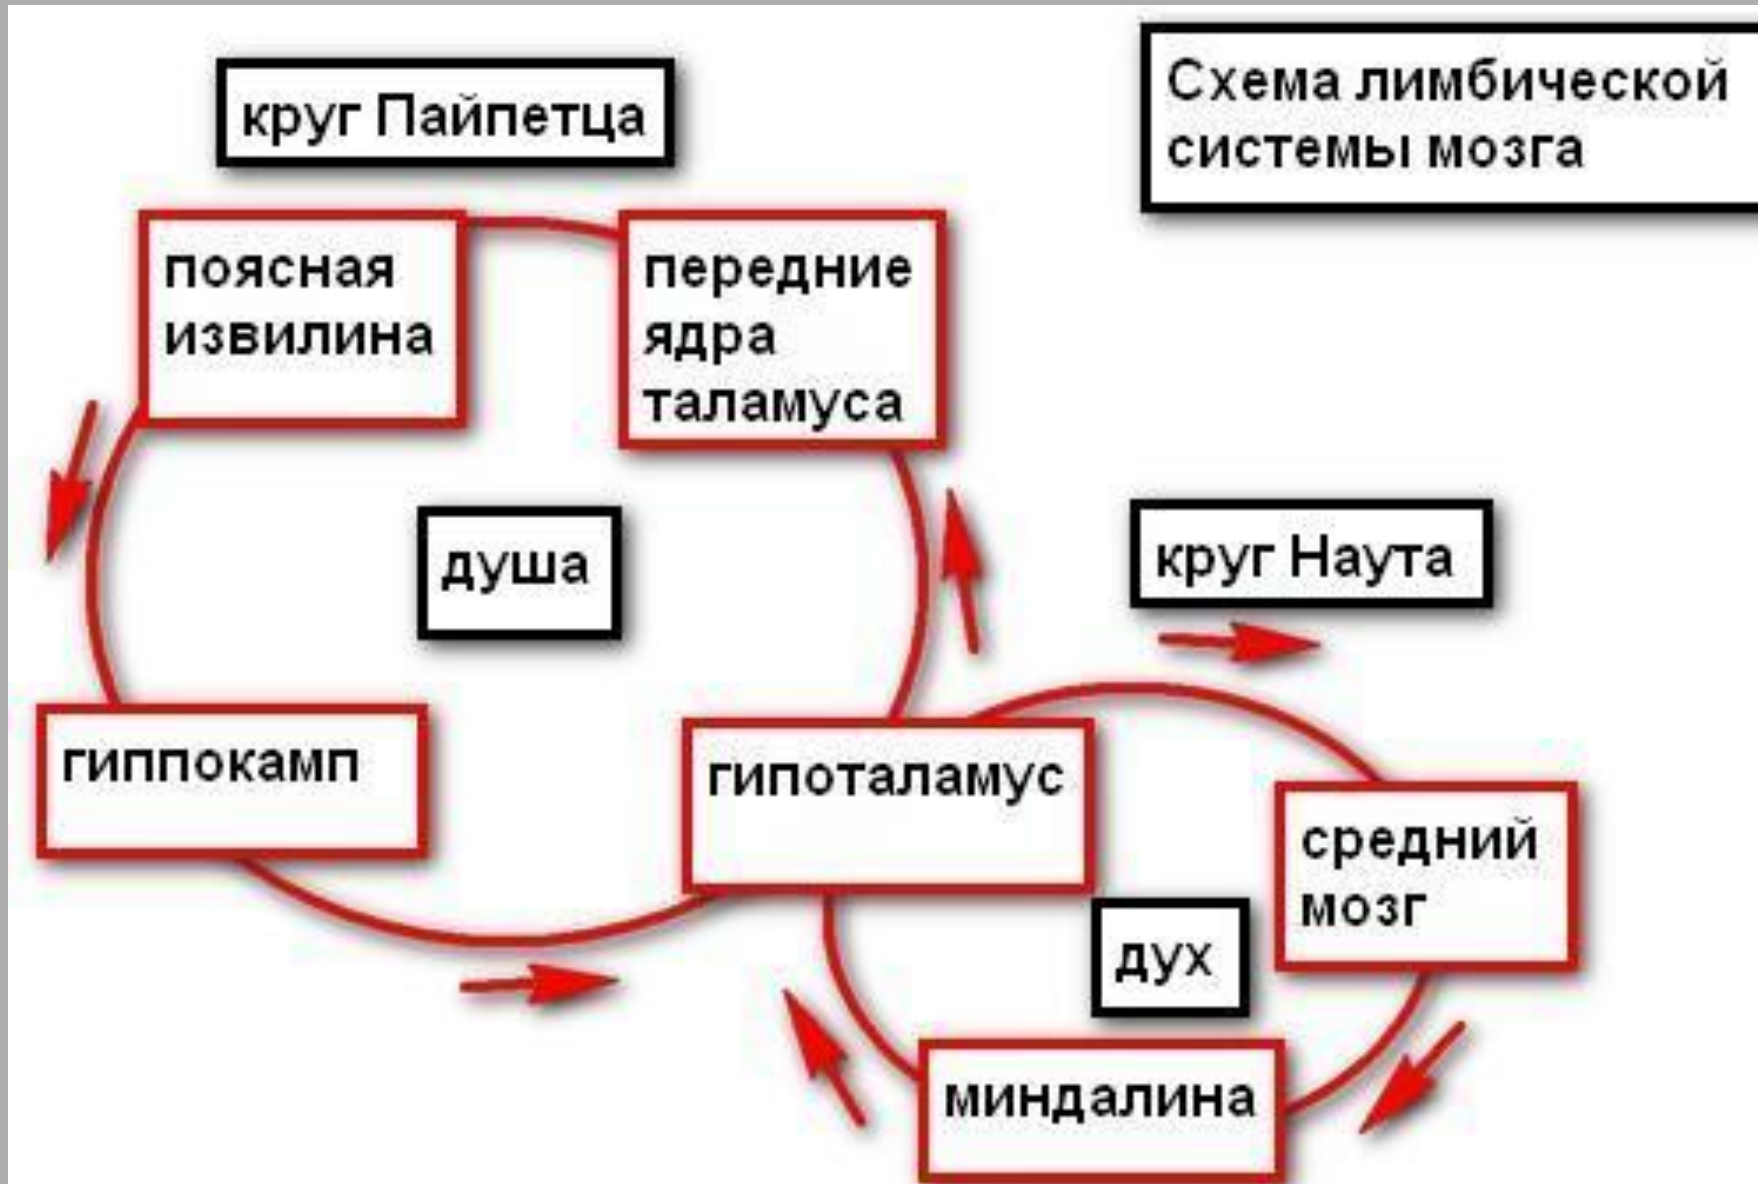 круг Пайпетца
Схема лимбической
системы мозга
поясная
извилина
передние
ядра
таламуса
душа
круг Наута
гиппокамп
гипоталамус
средний
мозг
дух
миндалина